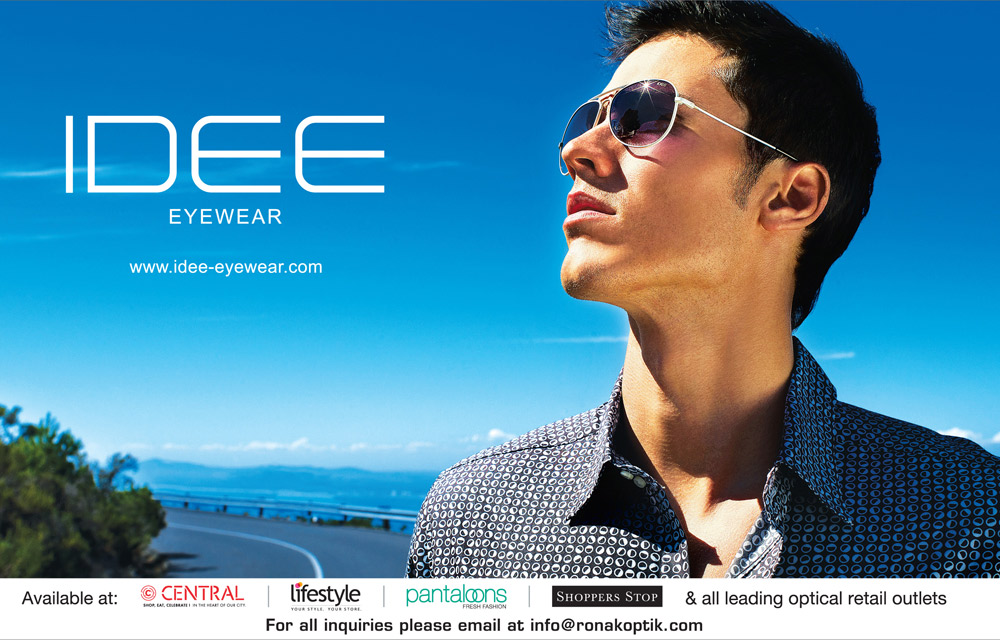 IDEE
EYEWEAR
www.idee-eyewear.com
Available at: © CENTRAL SHOP, EAT, CELEBRATE ! IN THE HEART OF OUR CITY. | lifestyle YOUR STYLE. YOUR STORE. | pantaloons FRESH FASHION | SHOPPERS STOP & all leading optical retail outlets
For all inquiries please email at info@ronakoptik.com